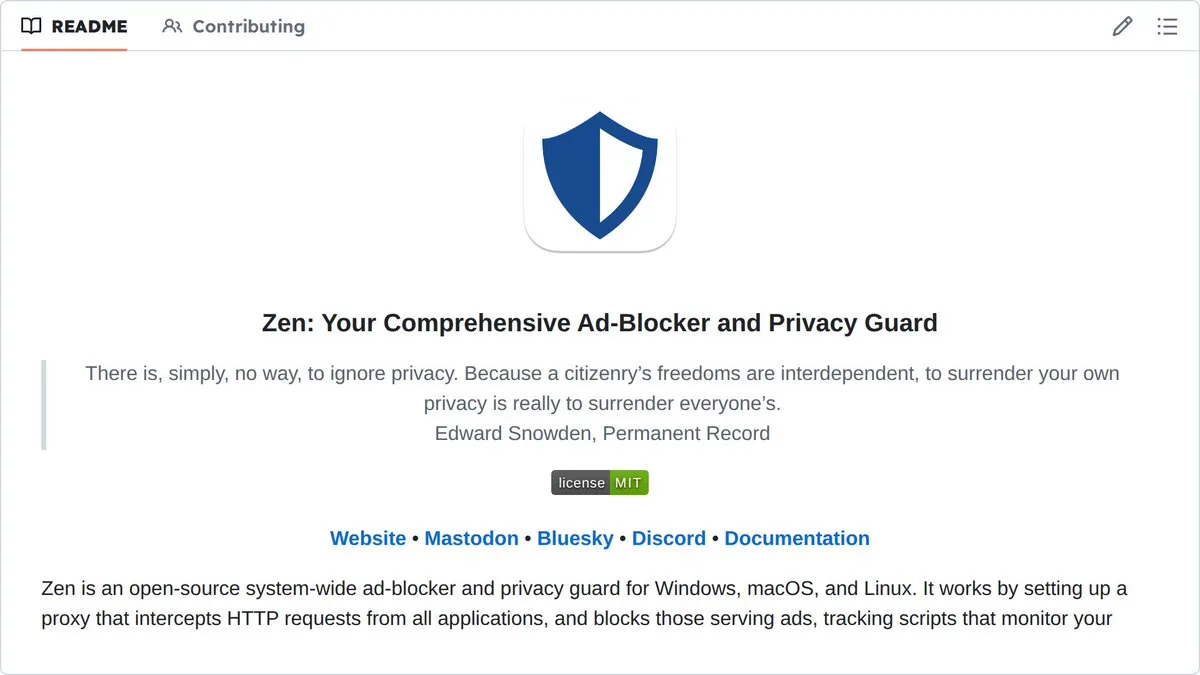 README
Contributing
Zen: Your Comprehensive Ad-Blocker and Privacy Guard
There is, simply, no way, to ignore privacy. Because a citizenry’s freedoms are interdependent, to surrender your own
privacy is really to surrender everyone’s.
Edward Snowden, Permanent Record
license MIT
Website • Mastodon • Bluesky • Discord • Documentation
Zen is an open-source system-wide ad-blocker and privacy guard for Windows, macOS, and Linux. It works by setting up a
proxy that intercepts HTTP requests from all applications, and blocks those serving ads, tracking scripts that monitor your